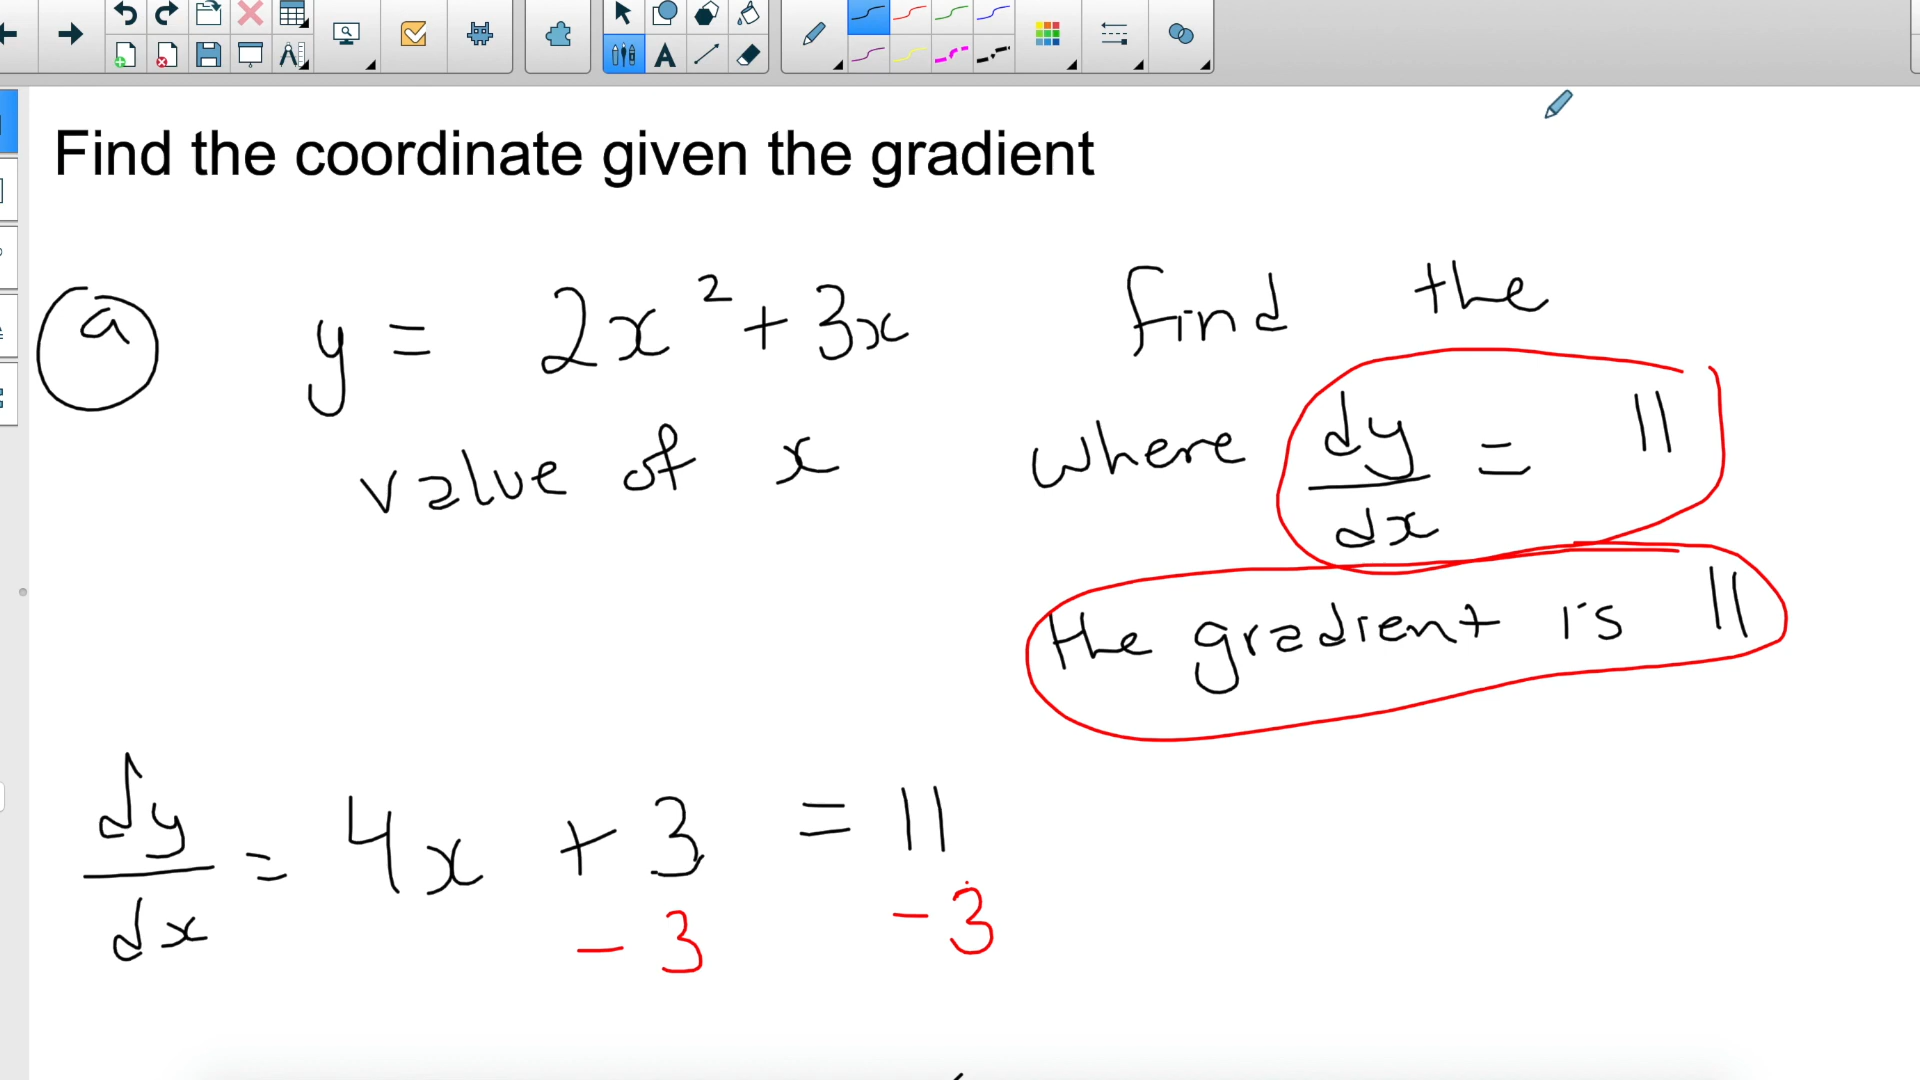 Find the coordinate given the gradient
a y = 2x² + 3x find the
value of x where dy/dx = 11
the gradient is 11
dy/dx = 4x + 3 = 11
- 3 - 3